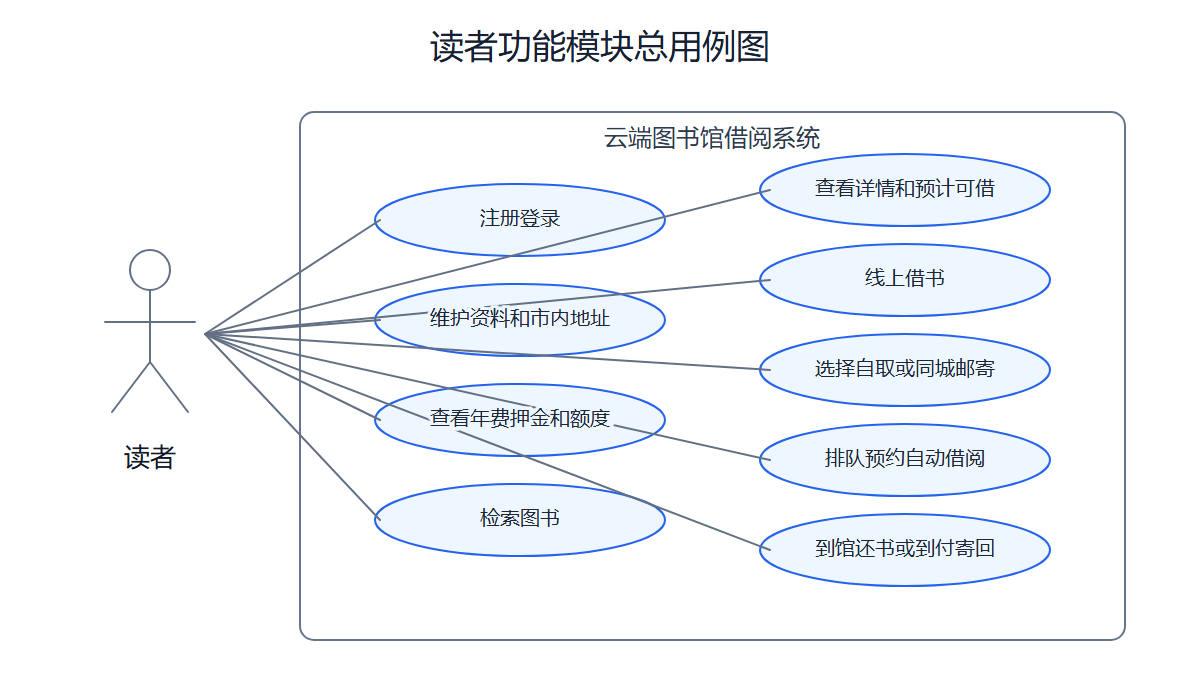 读者功能模块总用例图
云端图书馆借阅系统
读者
注册登录
维护资料和市内地址
查看年费押金和额度
检索图书
查看详情和预计可借
线上借书
选择自取或同城邮寄
排队预约自动借阅
到馆还书或到付寄回